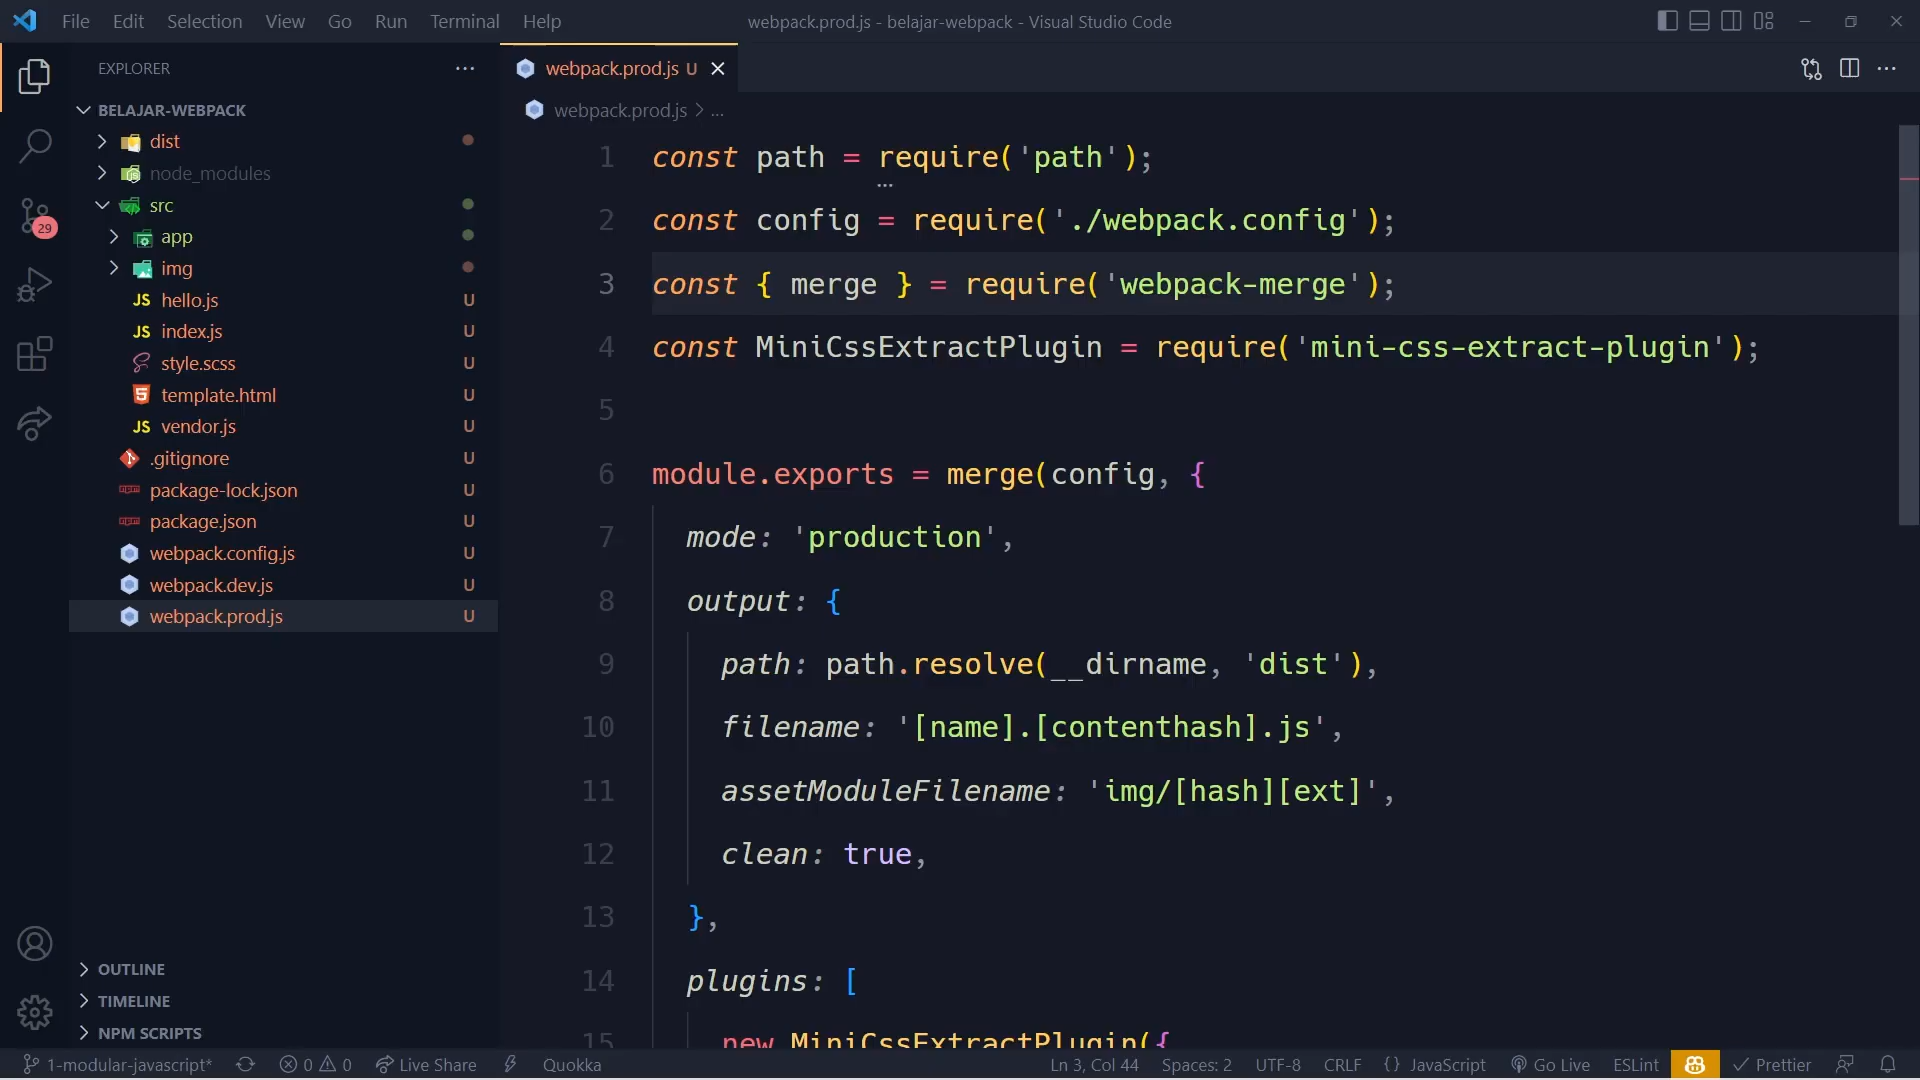 File Edit Selection View Go Run Terminal Help
webpack.prod.js - belajar-webpack - Visual Studio Code
EXPLORER
BELAJAR-WEBPACK
dist
node_modules
src
app
img
JS hello.js U
JS index.js U
style.scss U
5 template.html U
JS vendor.js U
.gitignore U
npm package-lock.json U
npm package.json U
webpack.config.js U
webpack.dev.js U
webpack.prod.js U
29
OUTLINE
TIMELINE
NPM SCRIPTS
webpack.prod.js U
webpack.prod.js > ...
1 const path = require('path');
2 const config = require('./webpack.config');
3 const { merge } = require('webpack-merge');
4 const MiniCssExtractPlugin = require('mini-css-extract-plugin');
5
6 module.exports = merge(config, {
7 mode: 'production',
8 output: {
9 path: path.resolve(__dirname, 'dist'),
10 filename: '[name].[contenthash].js',
11 assetModuleFilename: 'img/[hash][ext]',
12 clean: true,
13 },
14 plugins: [
15 new MiniCssExtractPlugin({
1-modular-javascript* 0 0 Live Share Quokka Ln 3, Col 44 Spaces: 2 UTF-8 CRLF {} JavaScript Go Live ESLint Prettier